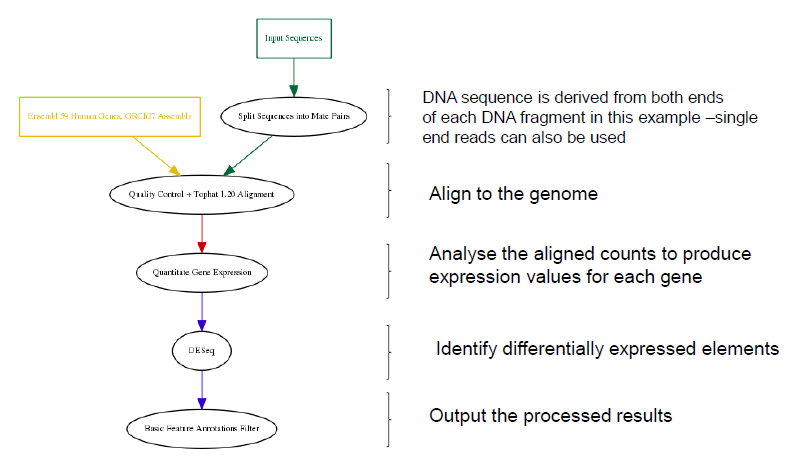 Input Sequences
Ensembl 59 Human Genes, GRCh37 Assembly
Split Sequences into Mate Pairs
DNA sequence is derived from both ends
of each DNA fragment in this example –single
end reads can also be used
Quality Control + Tophat 1.20 Alignment
Align to the genome
Quantitate Gene Expression
Analyse the aligned counts to produce
expression values for each gene
DESeq
Identify differentially expressed elements
Basic Feature Annotations Filter
Output the processed results